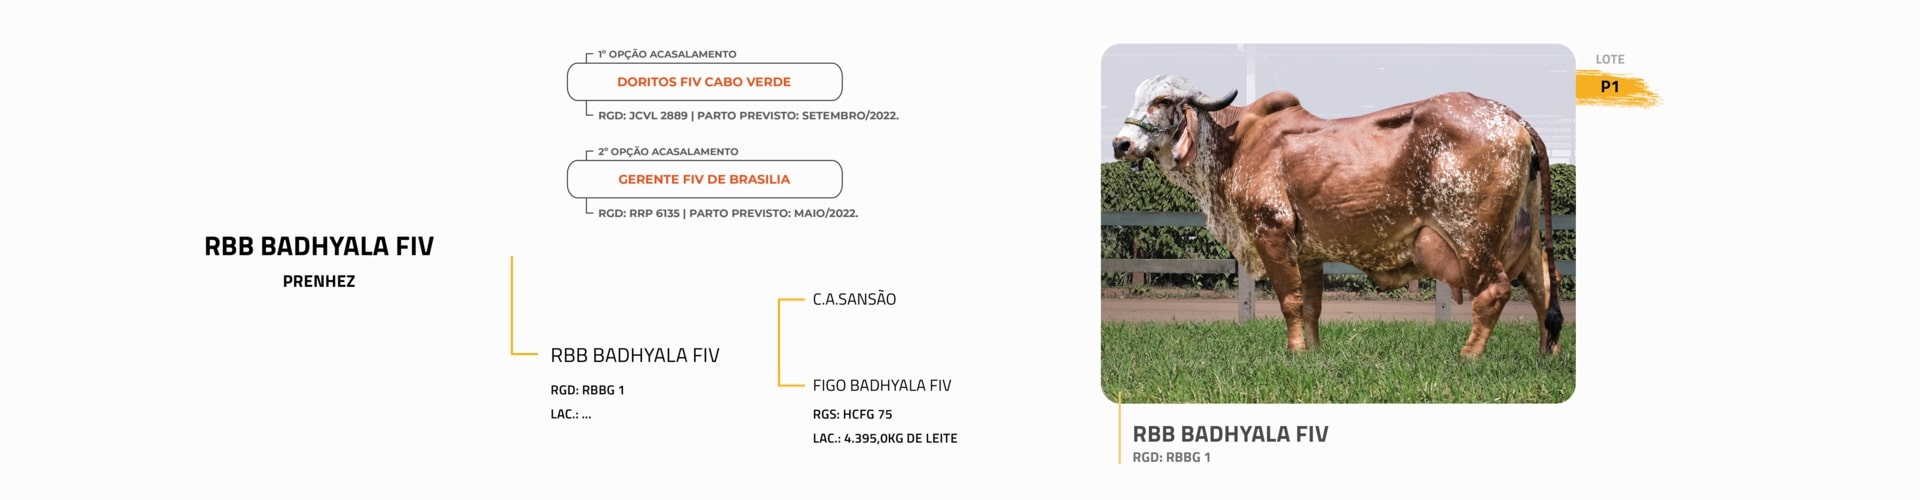 1º OPÇÃO ACASALAMENTO
DORITOS FIV CABO VERDE
RGD: JCVL 2889 | PARTO PREVISTO: SETEMBRO/2022.
2º OPÇÃO ACASALAMENTO
GERENTE FIV DE BRASILIA
RGD: RRP 6135 | PARTO PREVISTO: MAIO/2022.
RBB BADHYALA FIV
PRENHEZ
RBB BADHYALA FIV
RGD: RBBG 1
LAC.: ...
C.A.SANSÃO
FIGO BADHYALA FIV
RGS: HCFG 75
LAC.: 4.395,0KG DE LEITE
LOTE
P1
RBB BADHYALA FIV
RGD: RBBG 1